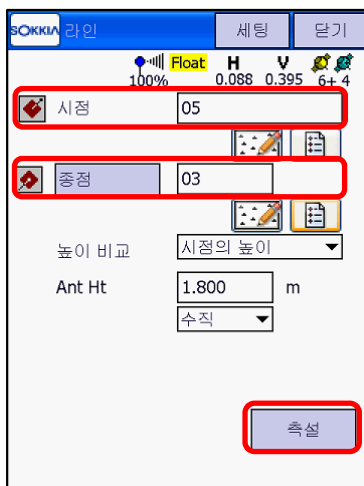 SOKKIA 라인 세팅 닫기
Float H V
100% 0.088 0.395 6+ 4
시점 05
종점 03
높이 비교 시점의 높이
Ant Ht 1.800 m
수직
측설